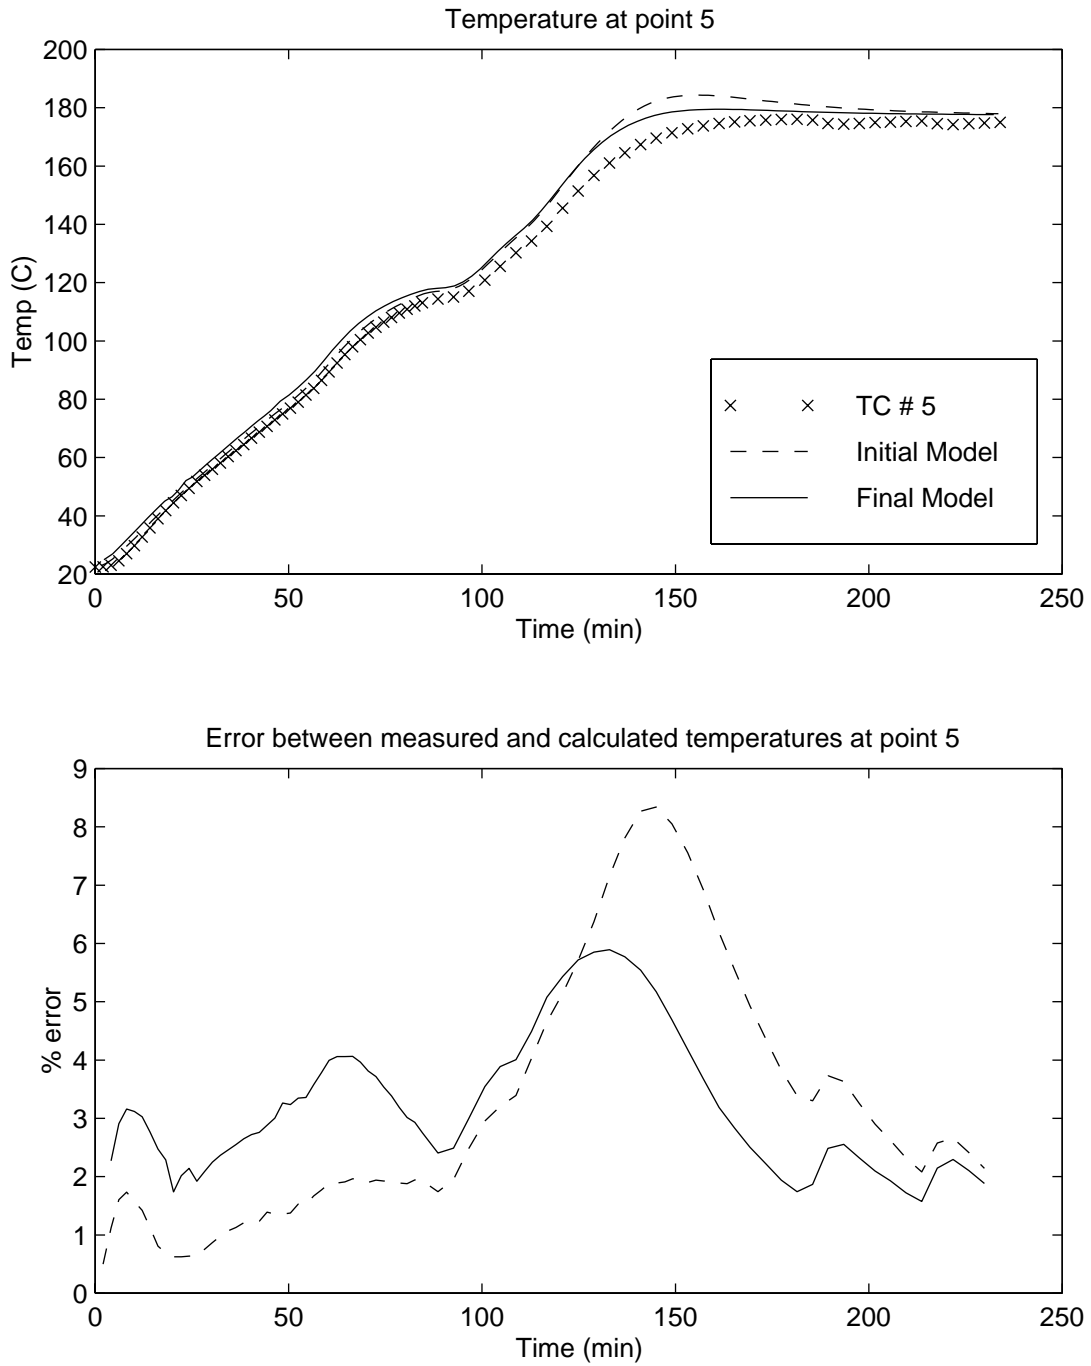 Temperature at point 5
200
180
160
140
120
100
80
60
40
20
Temp (C)
TC # 5
Initial Model
Final Model
0 50 100 150 200 250
Time (min)
Error between measured and calculated temperatures at point 5
9
8
7
6
5
4
3
2
1
0
% error
0 50 100 150 200 250
Time (min)